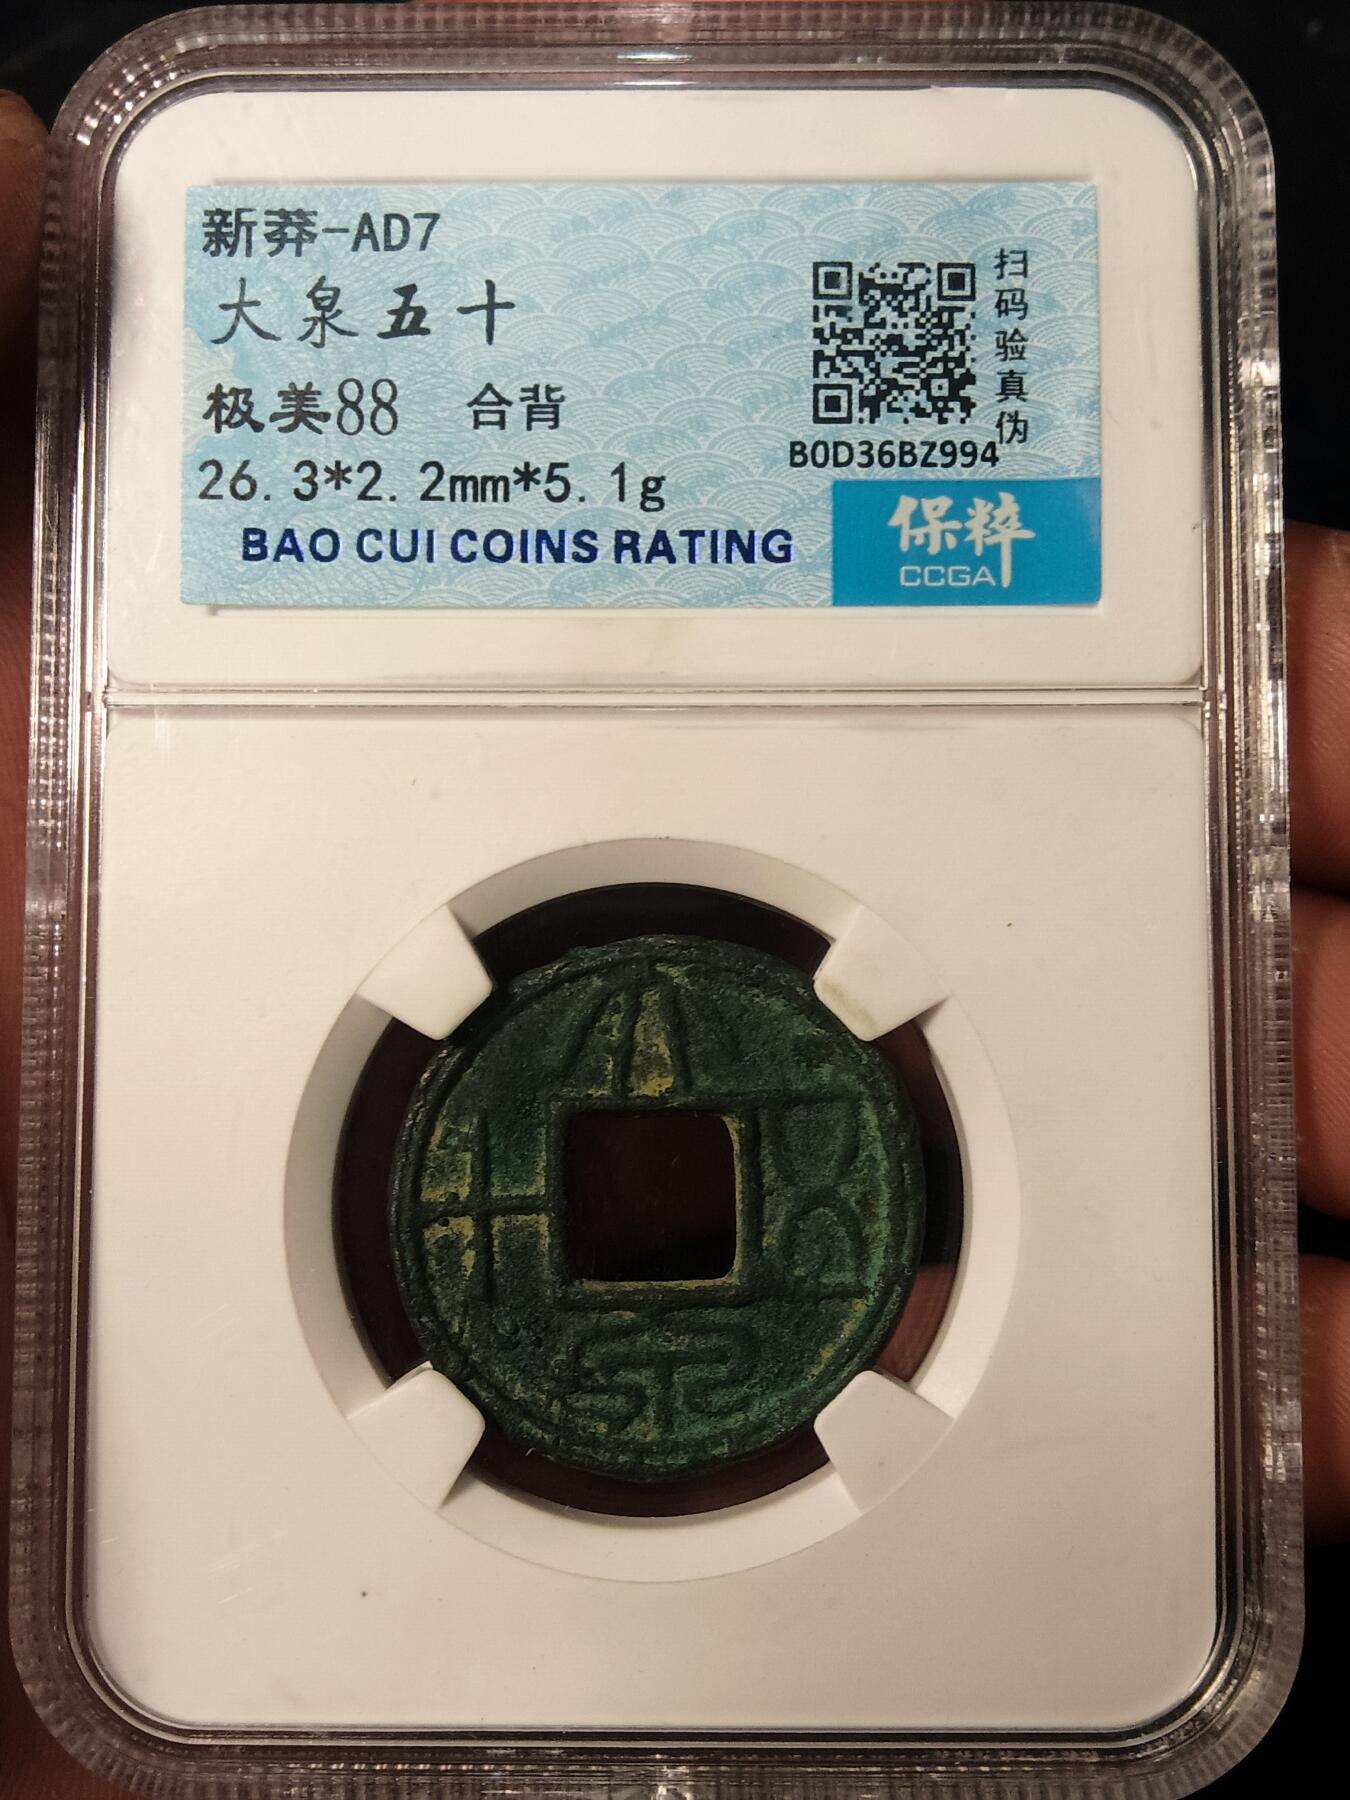 新莽-AD7
大泉五十
极美88 合背
26.3*2.2mm*5.1g
BAO CUI COINS RATING
扫码验真伪
B0D36BZ994
保粹
CCGA
大
五
十
泉